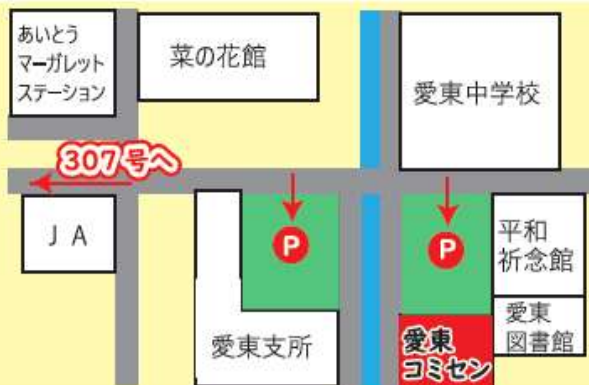 あいとう
マーガレット
ステーション
菜の花館
愛東中学校
307号へ
J A
P
P
平和
祈念館
愛東支所
愛東
コミセン
愛東
図書館